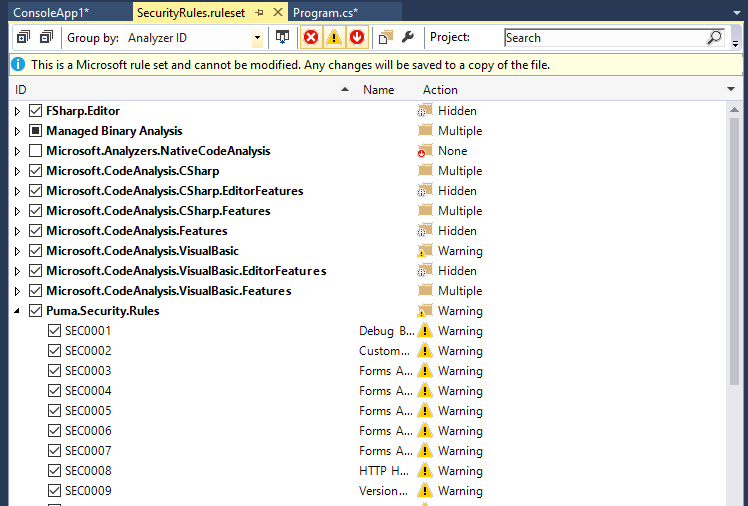 ConsoleApp1* SecurityRules.ruleset Program.cs*
Group by: Analyzer ID Project: Search
This is a Microsoft rule set and cannot be modified. Any changes will be saved to a copy of the file.
ID Name Action
FSharp.Editor Hidden
Managed Binary Analysis Multiple
Microsoft.Analyzers.NativeCodeAnalysis None
Microsoft.CodeAnalysis.CSharp Multiple
Microsoft.CodeAnalysis.CSharp.EditorFeatures Hidden
Microsoft.CodeAnalysis.CSharp.Features Multiple
Microsoft.CodeAnalysis.Features Hidden
Microsoft.CodeAnalysis.VisualBasic Warning
Microsoft.CodeAnalysis.VisualBasic.EditorFeatures Hidden
Microsoft.CodeAnalysis.VisualBasic.Features Multiple
Puma.Security.Rules Warning
SEC0001 Debug B... Warning
SEC0002 Custom... Warning
SEC0003 Forms A... Warning
SEC0004 Forms A... Warning
SEC0005 Forms A... Warning
SEC0006 Forms A... Warning
SEC0007 Forms A... Warning
SEC0008 HTTP H... Warning
SEC0009 Version... Warning